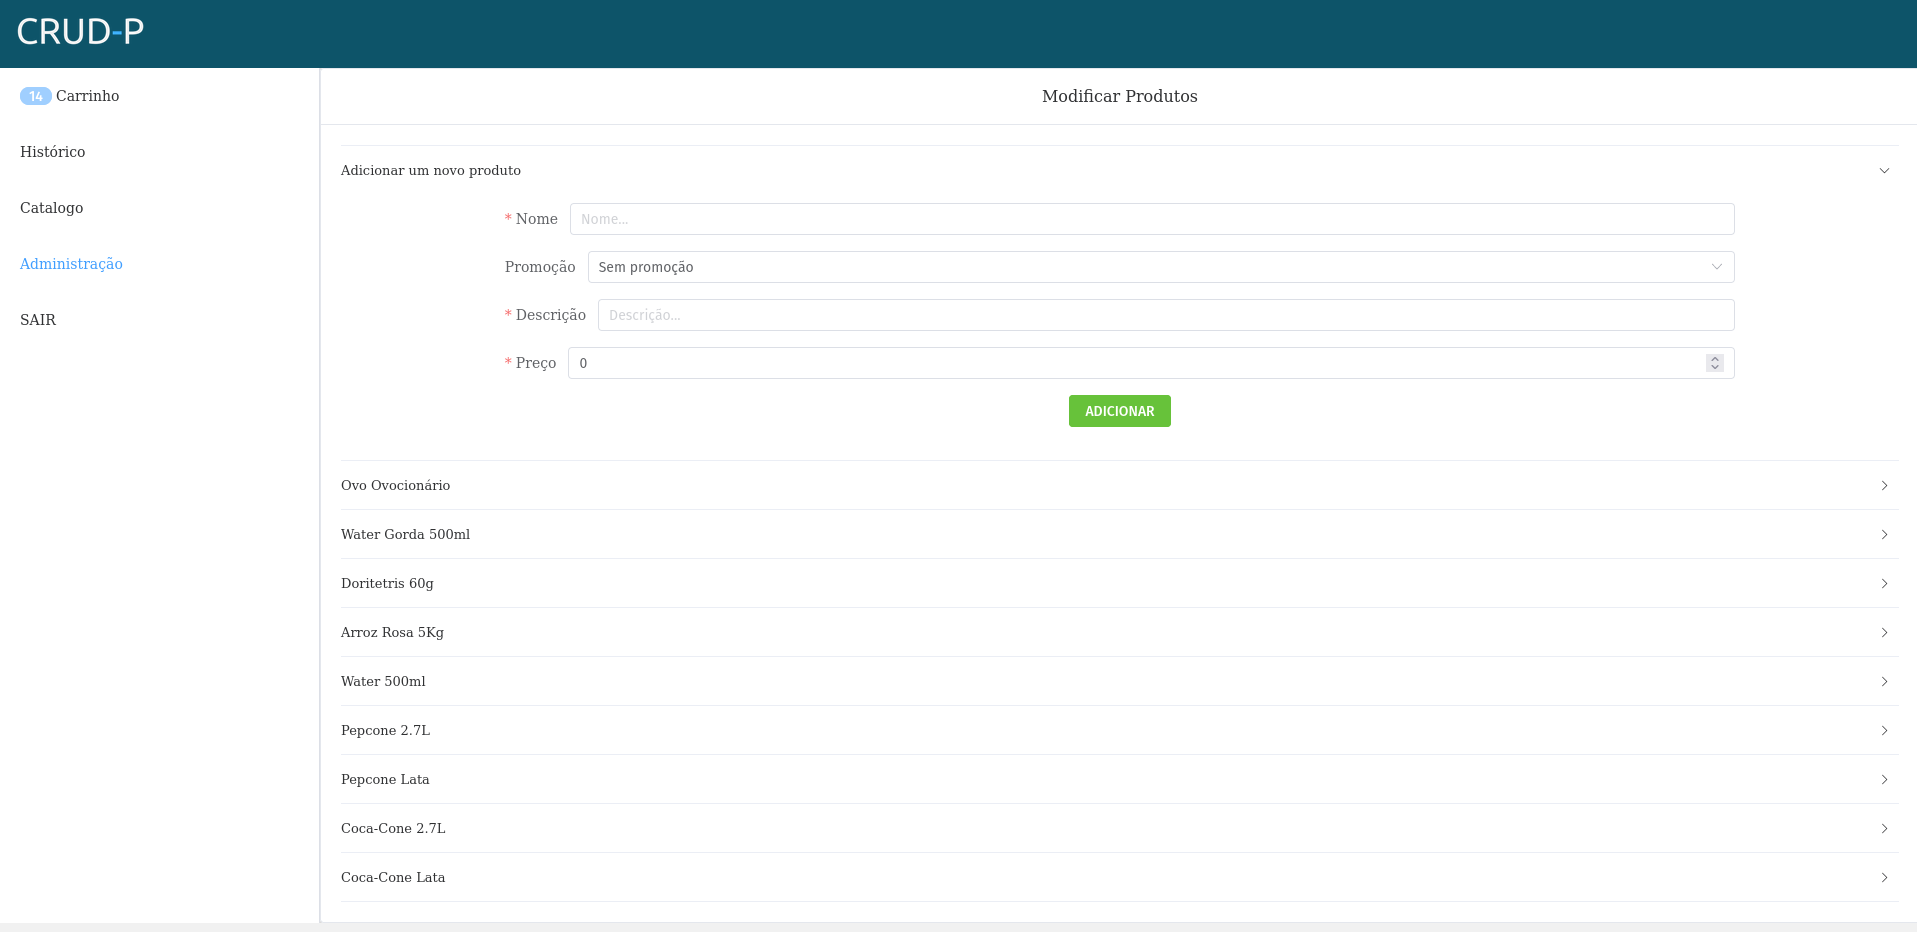 CRUD-P
14 Carrinho
Histórico
Catalogo
Administração
SAIR
Modificar Produtos
Adicionar um novo produto
* Nome Nome...
Promoção Sem promoção
* Descrição Descrição...
* Preço 0
ADICIONAR
Ovo Ovocionário
Water Gorda 500ml
Doritetris 60g
Arroz Rosa 5Kg
Water 500ml
Pepcone 2.7L
Pepcone Lata
Coca-Cone 2.7L
Coca-Cone Lata